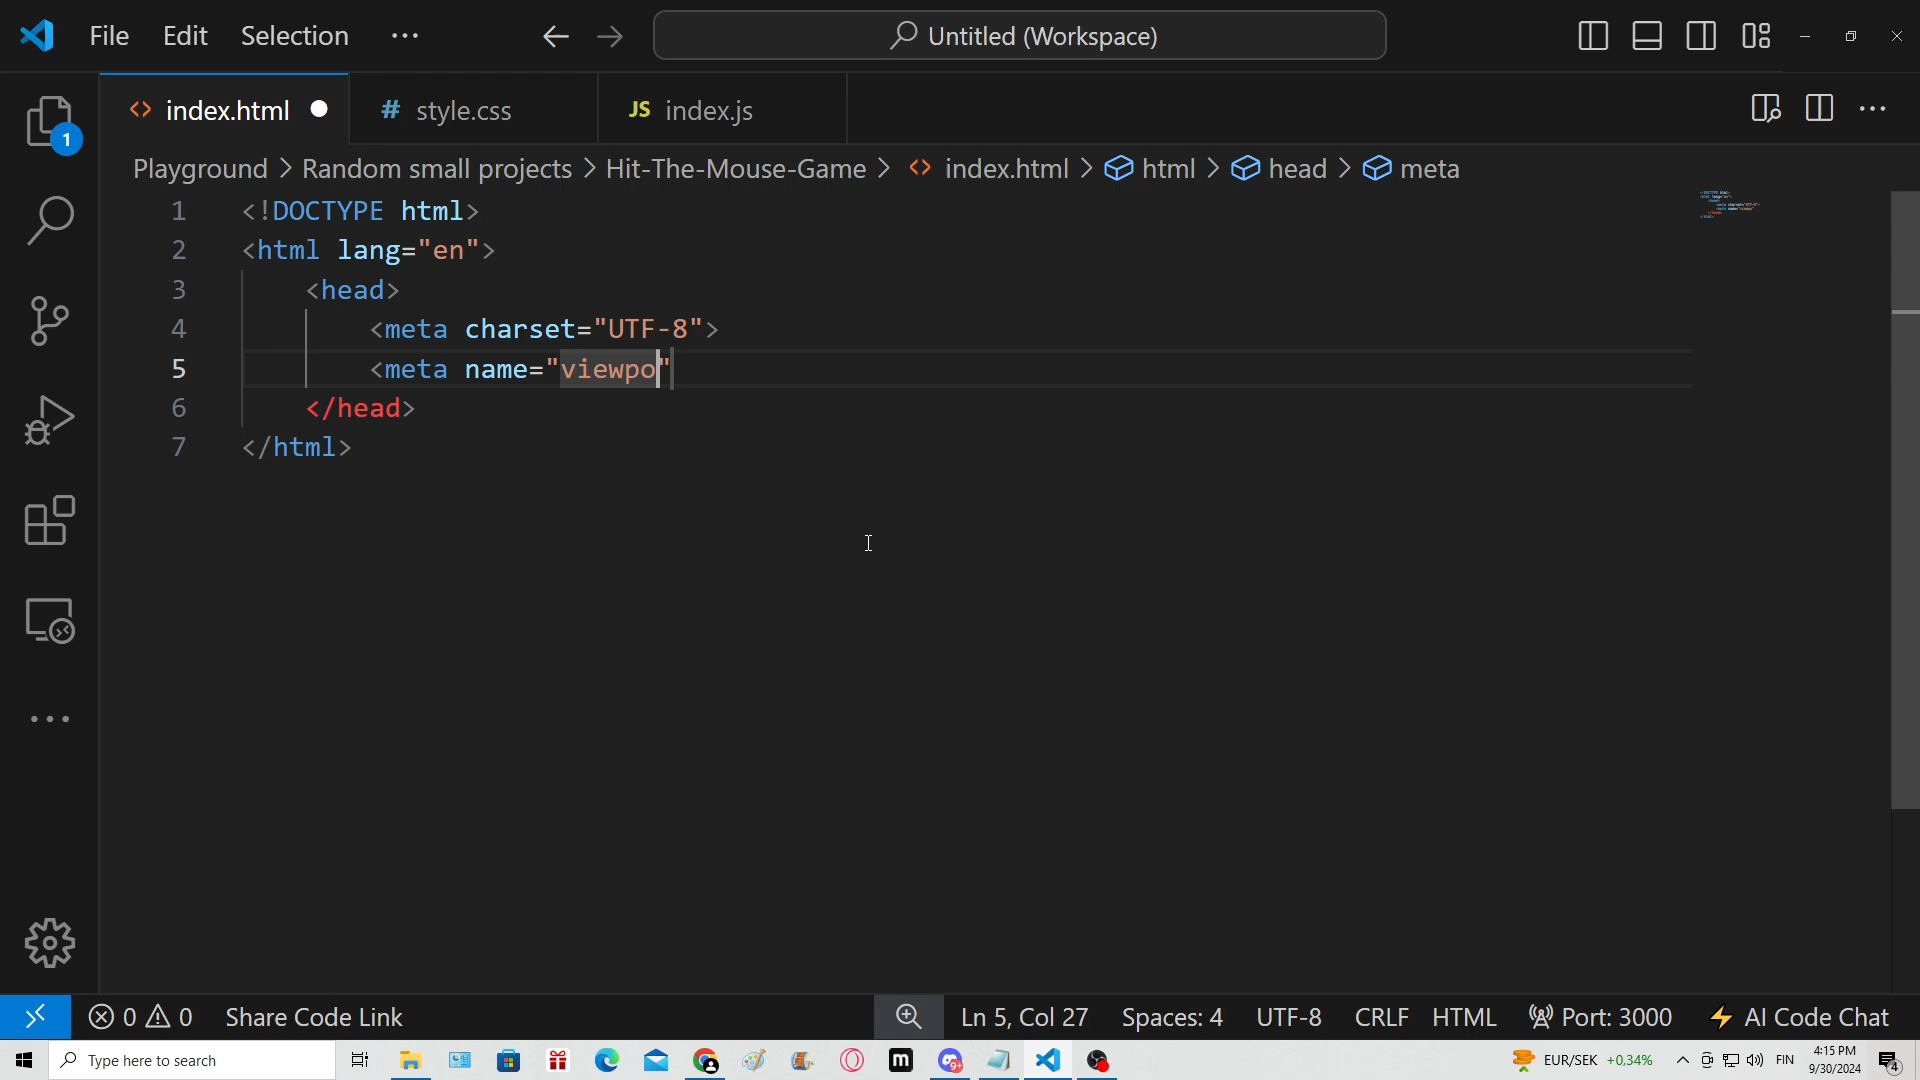 File Edit Selection ··· Untitled (Workspace)
index.html style.css JS index.js
Playground > Random small projects > Hit-The-Mouse-Game > <> index.html > html > head > meta
1 <!DOCTYPE html>
2 <html lang="en">
3 <head>
4 <meta charset="UTF-8">
5 <meta name="viewpo"
6 </head>
7 </html>
1
0 0 Share Code Link Ln 5, Col 27 Spaces: 4 UTF-8 CRLF HTML Port: 3000 AI Code Chat
Type here to search m 9+ EUR/SEK +0,34% FIN 4:15 PM
9/30/2024 4